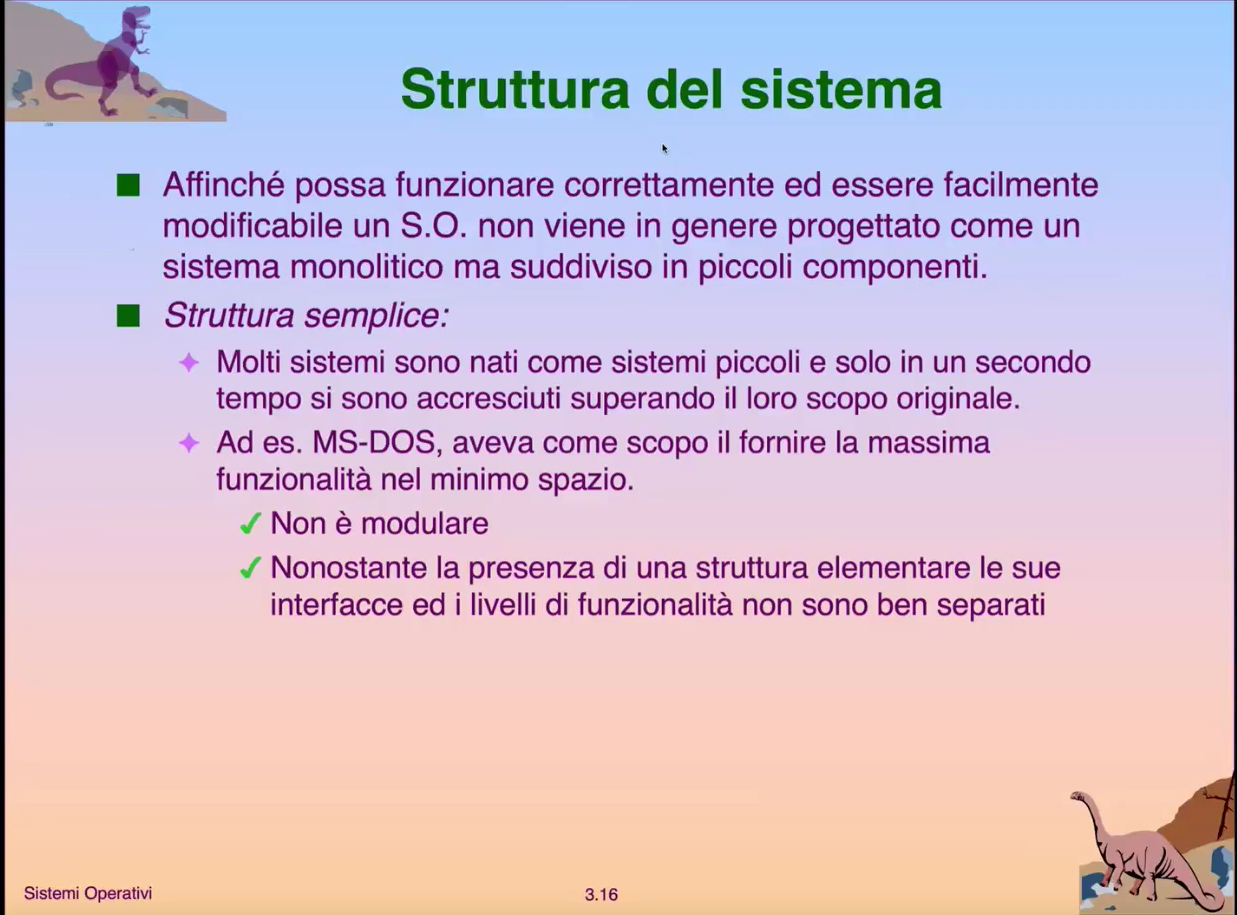 Struttura del sistema
Affinché possa funzionare correttamente ed essere facilmente
modificabile un S.O. non viene in genere progettato come un
sistema monolitico ma suddiviso in piccoli componenti.
Struttura semplice:
Molti sistemi sono nati come sistemi piccoli e solo in un secondo
tempo si sono accresciuti superando il loro scopo originale.
Ad es. MS-DOS, aveva come scopo il fornire la massima
funzionalità nel minimo spazio.
Non è modulare
Nonostante la presenza di una struttura elementare le sue
interfacce ed i livelli di funzionalità non sono ben separati
Sistemi Operativi
3.16